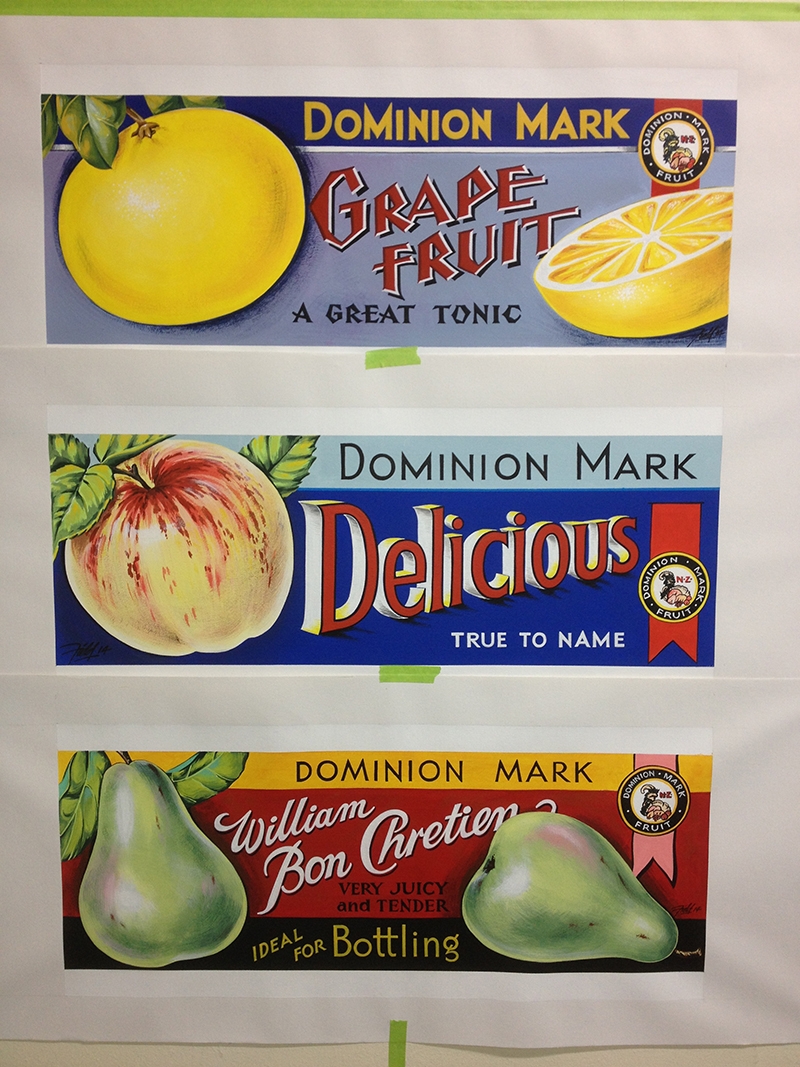 DOMINION MARK
DOMINION · MARK
N·Z·
FRUIT
GRAPE
FRUIT
A GREAT TONIC
DOMINION MARK
Delicious
TRUE TO NAME
DOMINION · MARK
N·Z·
· FRUIT ·
DOMINION MARK
DOMINION · MARK
N·Z·
FRUIT
William
Bon Chretien
VERY JUICY
and TENDER
IDEAL
FOR Bottling